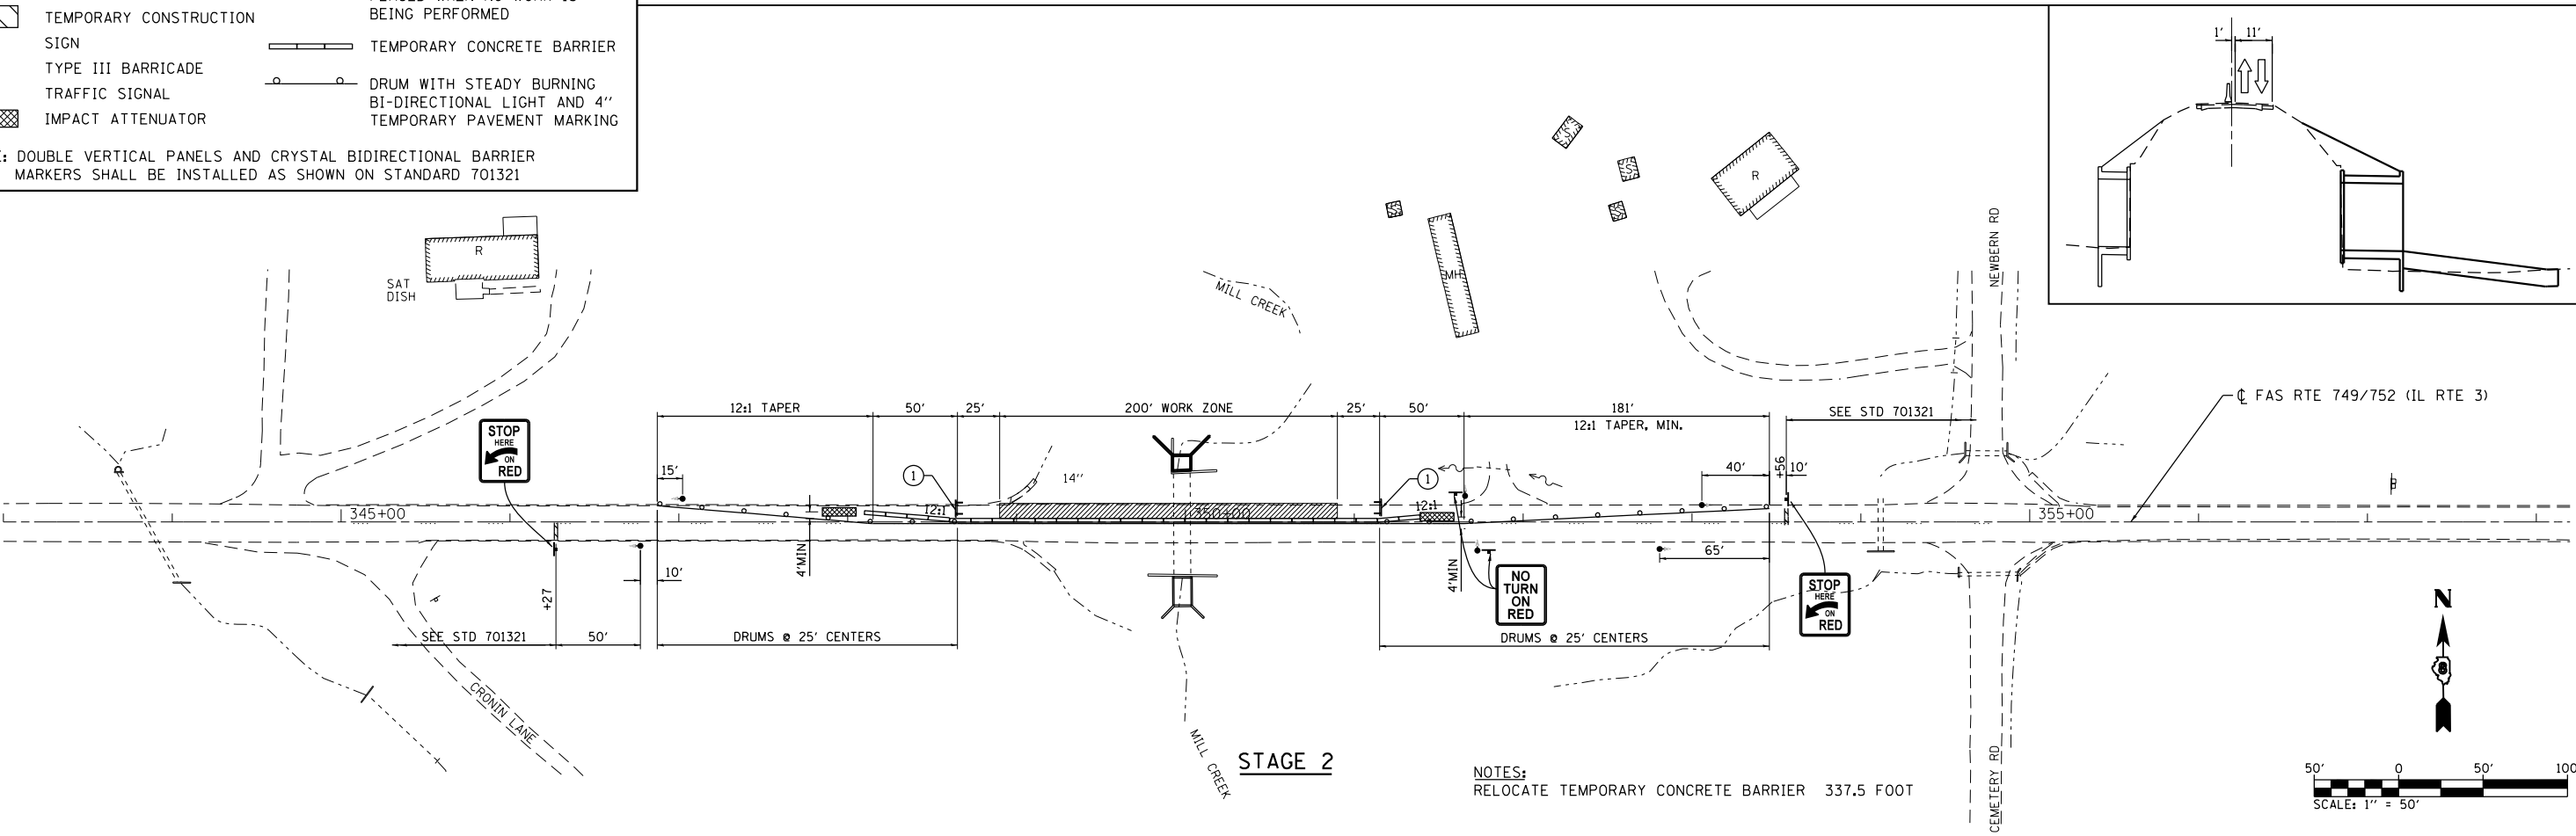 TEMPORARY CONSTRUCTION
SIGN
TYPE III BARRICADE
TRAFFIC SIGNAL
IMPACT ATTENUATOR
BEING PERFORMED
TEMPORARY CONCRETE BARRIER
DRUM WITH STEADY BURNING
BI-DIRECTIONAL LIGHT AND 4''
TEMPORARY PAVEMENT MARKING
: DOUBLE VERTICAL PANELS AND CRYSTAL BIDIRECTIONAL BARRIER
MARKERS SHALL BE INSTALLED AS SHOWN ON STANDARD 701321
1' 11'
S
S
S
S
R
MH
R
SAT
DISH
MILL CREEK
NEWBERN RD
℄ FAS RTE 749/752 (IL RTE 3)
12:1 TAPER 50' 25' 200' WORK ZONE 25' 50' 181'
12:1 TAPER, MIN.
SEE STD 701321
STOP
HERE
ON
RED
15'
1
14''
1
40'
+56
10'
345+00
12:1
350+00
12:1
355+00
4'MIN
4'MIN
10'
65'
+27
NO
TURN
ON
RED
STOP
HERE
ON
RED
SEE STD 701321 50'
DRUMS @ 25' CENTERS
DRUMS @ 25' CENTERS
CRONIN LANE
MILL CREEK
CEMETERY RD
N
8
STAGE 2
NOTES:
RELOCATE TEMPORARY CONCRETE BARRIER 337.5 FOOT
50' 0 50' 100
SCALE: 1'' = 50'